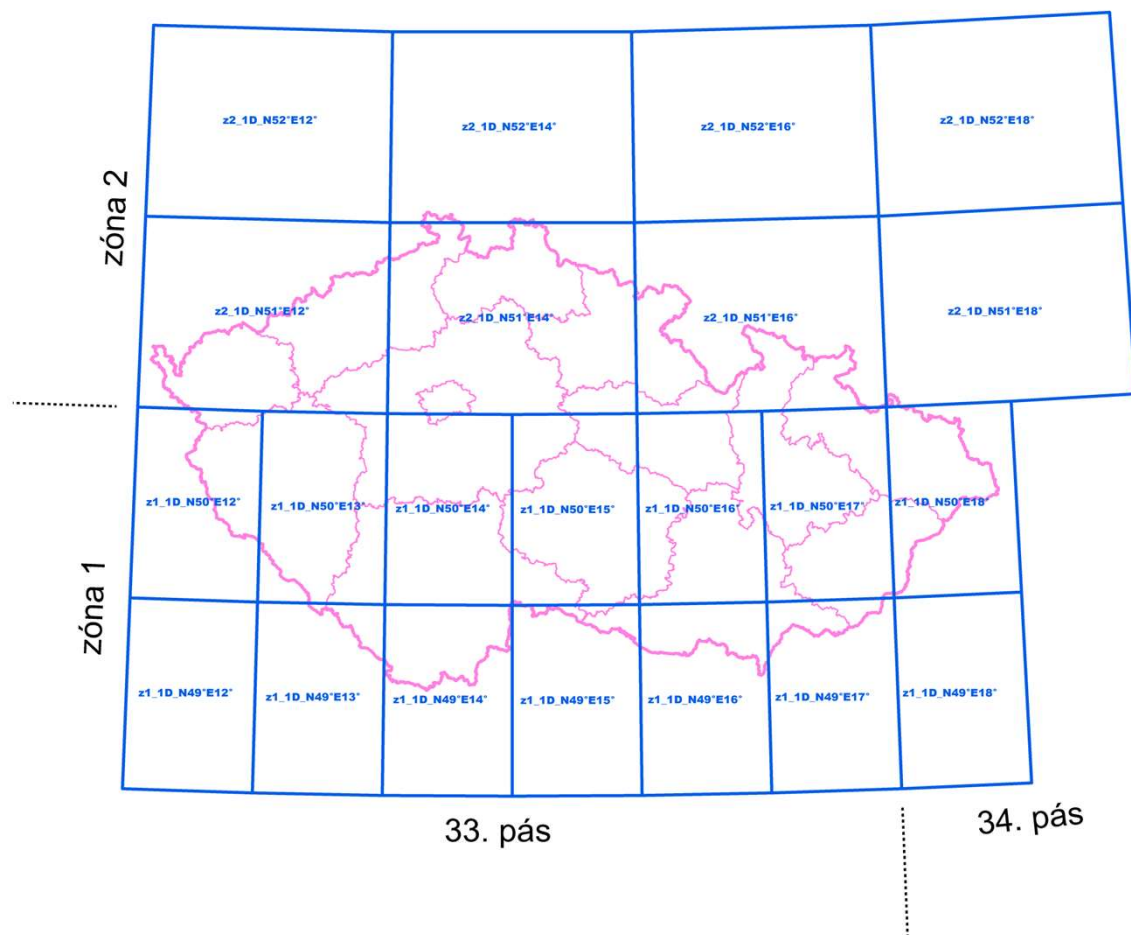 z2_1D_N52°E12°
z2_1D_N52°E14°
z2_1D_N52°E16°
z2_1D_N52°E18°
zóna 2
z2_1D_N51°E12°
z2_1D_N51°E14°
z2_1D_N51°E16°
z2_1D_N51°E18°
z1_1D_N50°E12°
z1_1D_N50°E13°
z1_1D_N50°E14°
z1_1D_N50°E15°
z1_1D_N50°E16°
z1_1D_N50°E17°
z1_1D_N50°E18°
zóna 1
z1_1D_N49°E12°
z1_1D_N49°E13°
z1_1D_N49°E14°
z1_1D_N49°E15°
z1_1D_N49°E16°
z1_1D_N49°E17°
z1_1D_N49°E18°
33. pás
34. pás